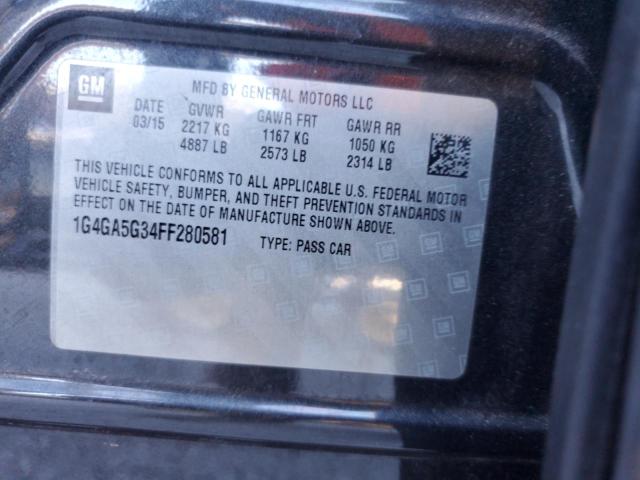 GM
MFD BY GENERAL MOTORS LLC
DATE GVWR GAWR FRT GAWR RR
03/15 2217 KG 1167 KG 1050 KG
4887 LB 2573 LB 2314 LB
THIS VEHICLE CONFORMS TO ALL APPLICABLE U.S. FEDERAL MOTOR
VEHICLE SAFETY, BUMPER, AND THEFT PREVENTION STANDARDS IN
EFFECT ON THE DATE OF MANUFACTURE SHOWN ABOVE.
1G4GA5G34FF280581 TYPE: PASS CAR